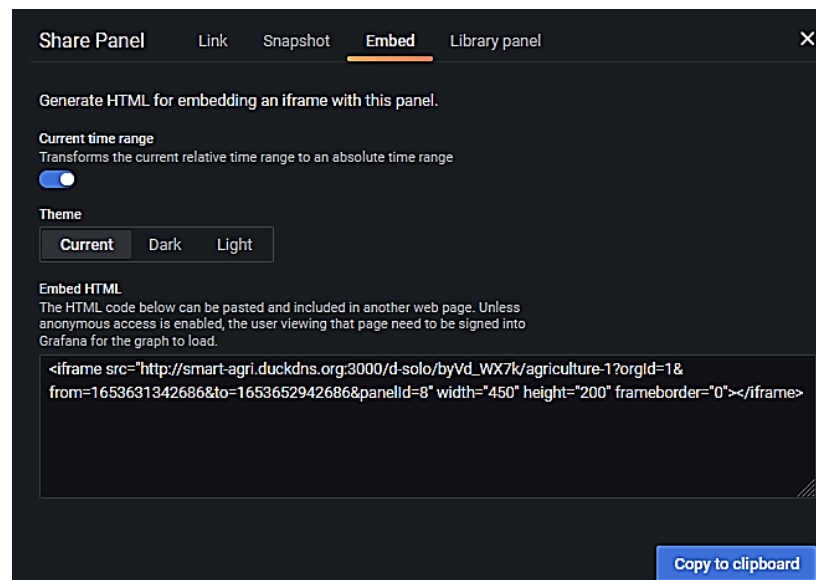 Share Panel Link Snapshot Embed Library panel
Generate HTML for embedding an iframe with this panel.
Current time range
Transforms the current relative time range to an absolute time range
Theme
Current Dark Light
Embed HTML
The HTML code below can be pasted and included in another web page. Unless
anonymous access is enabled, the user viewing that page need to be signed into
Grafana for the graph to load.
<iframe src="http://smart-agri.duckdns.org:3000/d-solo/byVd_WX7k/agriculture-1?orgId=1&
from=1653631342686&to=1653652942686&panelId=8" width="450" height="200" frameborder="0"></iframe>
Copy to clipboard